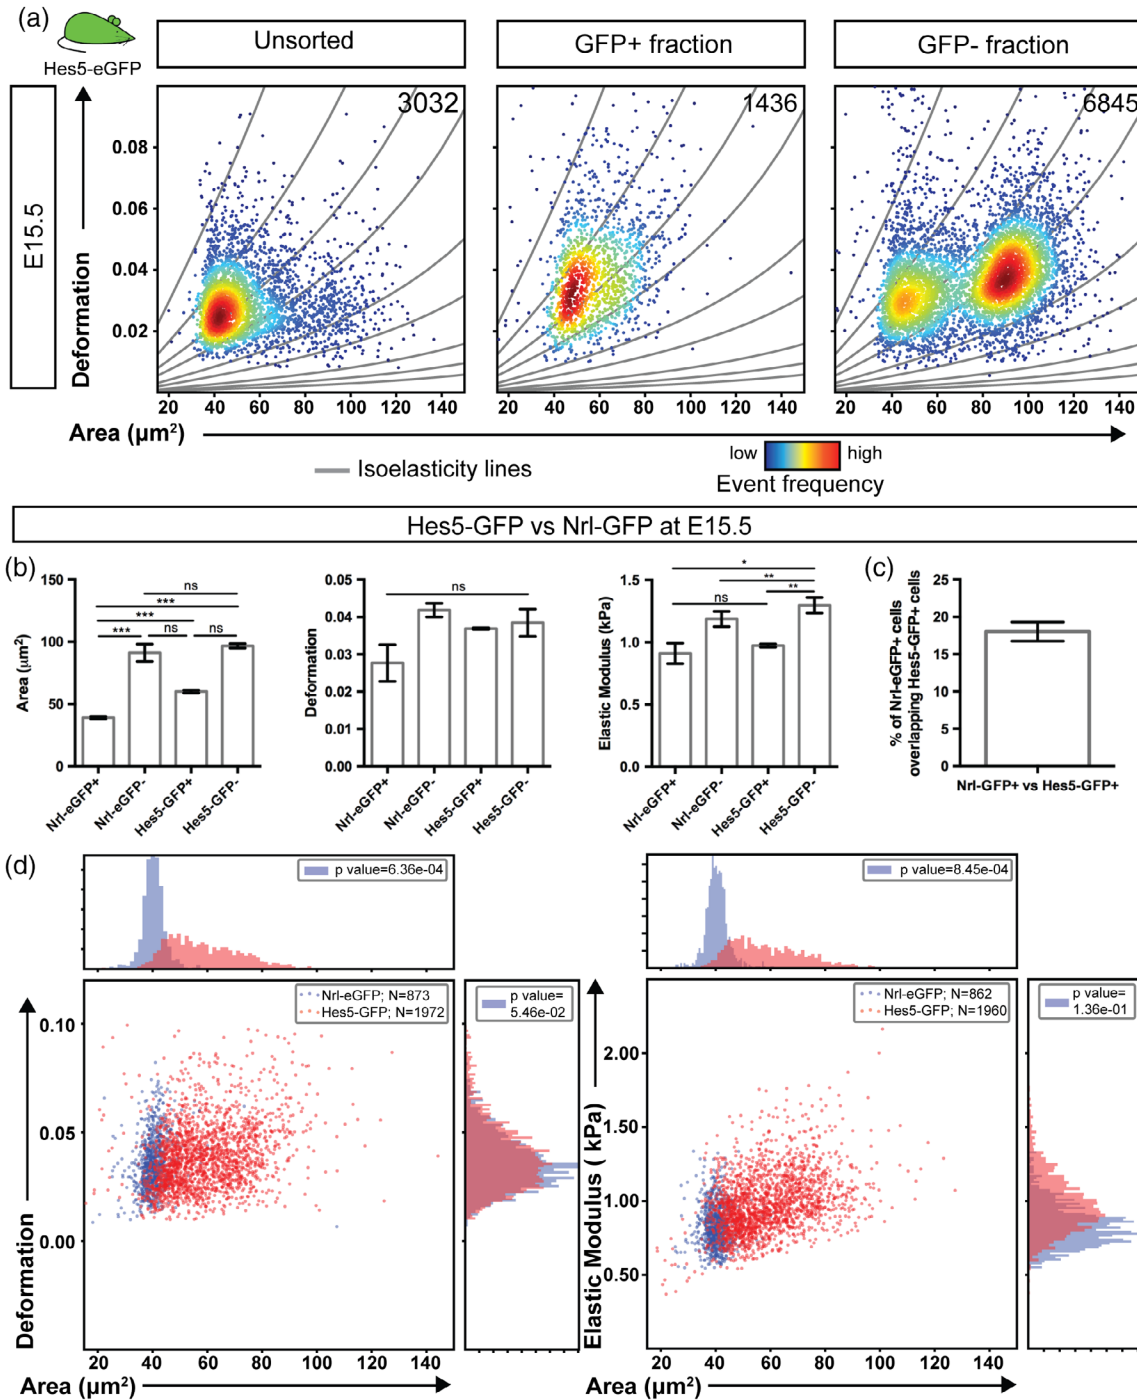 (a)
Hes5-eGFP
Unsorted
GFP+ fraction
GFP- fraction
E15.5
Deformation
3032
1436
6845
0.08
0.06
0.04
0.02
20 40 60 80 100 120 140
20 40 60 80 100 120 140
20 40 60 80 100 120 140
Area (µm²)
Isoelasticity lines
low high
Event frequency
Hes5-GFP vs Nrl-GFP at E15.5
(b)
Area (µm²)
150
100
50
0
ns
***
***
*** ns ns
Nrl-eGFP+
Nrl-eGFP-
Hes5-GFP+
Hes5-GFP-
Deformation
0.05
0.04
0.03
0.02
0.01
0.00
ns
Nrl-eGFP+
Nrl-eGFP-
Hes5-GFP+
Hes5-GFP-
Elastic Modulus (kPa)
1.5
1.0
0.5
0.0
*
**
ns **
Nrl-eGFP+
Nrl-eGFP-
Hes5-GFP+
Hes5-GFP-
(c)
% of Nrl-eGFP+ cells
overlapping Hes5-GFP+ cells
25
20
15
10
5
0
Nrl-GFP+ vs Hes5-GFP+
(d)
p value=6.36e-04
Nrl-eGFP; N=873
Hes5-GFP; N=1972
p value=
5.46e-02
Deformation
0.10
0.05
0.00
20 40 60 80 100 120 140
Area (µm²)
p value=8.45e-04
Nrl-eGFP; N=862
Hes5-GFP; N=1960
p value=
1.36e-01
Elastic Modulus ( kPa)
2.00
1.50
1.00
0.50
20 40 60 80 100 120 140
Area (µm²)